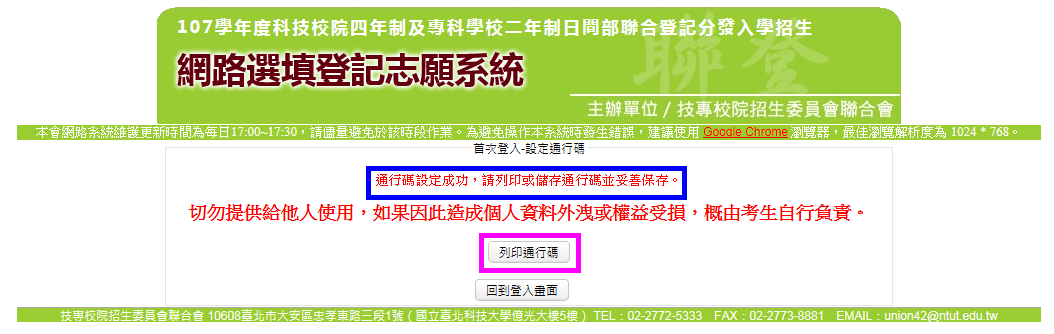 107學年度科技校院四年制及專科學校二年制日間部聯合登記分發入學招生
聯登
網路選填登記志願系統
主辦單位 / 技專校院招生委員會聯合會
本會網路系統維護更新時間為每日17:00~17:30，請儘量避免於該時段作業。為避免操作本系統時發生錯誤，建議使用 Google Chrome 瀏覽器，最佳瀏覽解析度為 1024 * 768。
首次登入-設定通行碼
通行碼設定成功，請列印或儲存通行碼並妥善保存。
切勿提供給他人使用，如果因此造成個人資料外洩或權益受損，概由考生自行負責。
列印通行碼
回到登入畫面
技專校院招生委員會聯合會 10608臺北市大安區忠孝東路三段1號（國立臺北科技大學億光大樓5樓）TEL：02-2772-5333 FAX：02-2773-8881 EMAIL：union42@ntut.edu.tw